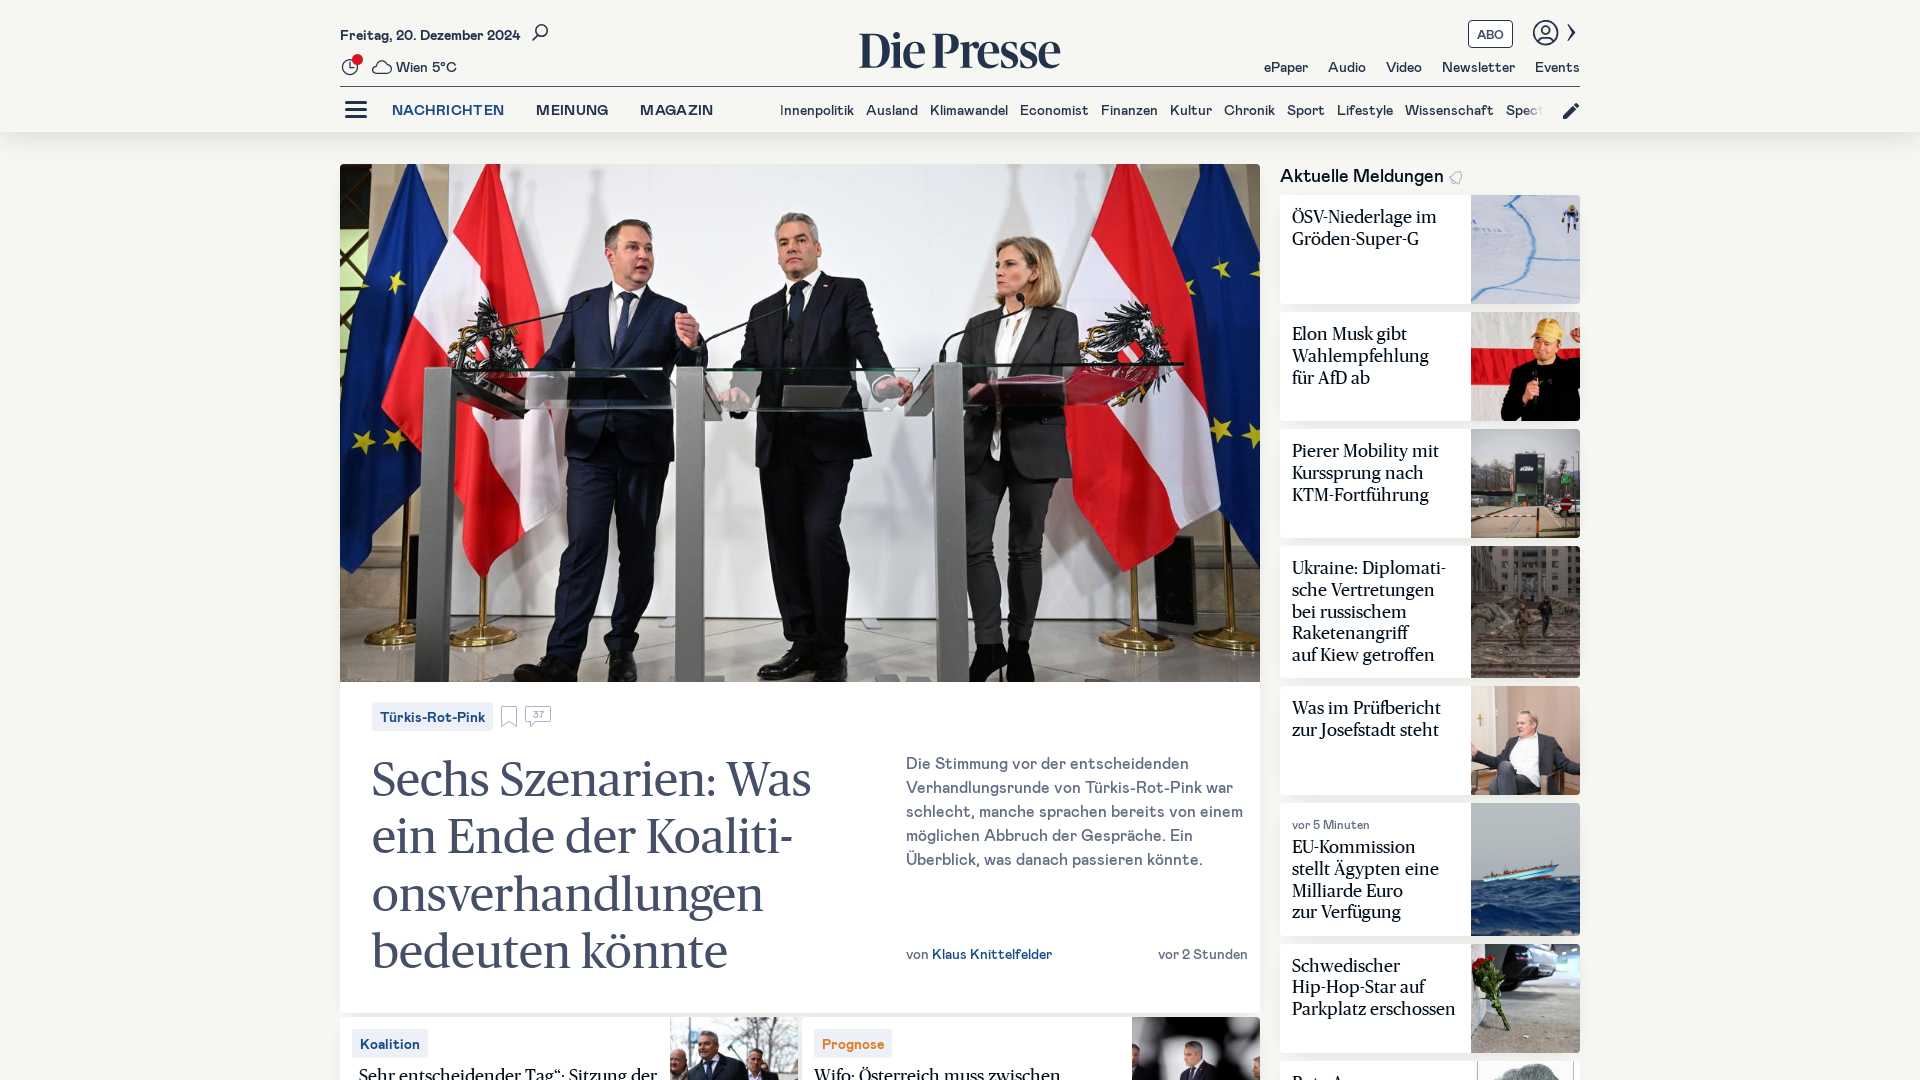 Freitag, 20. Dezember 2024
Wien 5°C
Die Presse
ABO
ePaper Audio Video Newsletter Events
NACHRICHTEN MEINUNG MAGAZIN
Innenpolitik Ausland Klimawandel Economist Finanzen Kultur Chronik Sport Lifestyle Wissenschaft Spect
Türkis-Rot-Pink
37
Sechs Szenarien: Was
ein Ende der Koaliti-
onsverhandlungen
bedeuten könnte
Die Stimmung vor der entscheidenden
Verhandlungsrunde von Türkis-Rot-Pink war
schlecht, manche sprachen bereits von einem
möglichen Abbruch der Gespräche. Ein
Überblick, was danach passieren könnte.
von Klaus Knittelfelder
vor 2 Stunden
Koalition
Sehr entscheidender Tag“: Sitzung der
Prognose
Wifo: Österreich muss zwischen
Aktuelle Meldungen
ÖSV-Niederlage im
Gröden-Super-G
Elon Musk gibt
Wahlempfehlung
für AfD ab
Pierer Mobility mit
Kurssprung nach
KTM-Fortführung
Ukraine: Diplomati-
sche Vertretungen
bei russischem
Raketenangriff
auf Kiew getroffen
Was im Prüfbericht
zur Josefstadt steht
vor 5 Minuten
EU-Kommission
stellt Ägypten eine
Milliarde Euro
zur Verfügung
Schwedischer
Hip-Hop-Star auf
Parkplatz erschossen